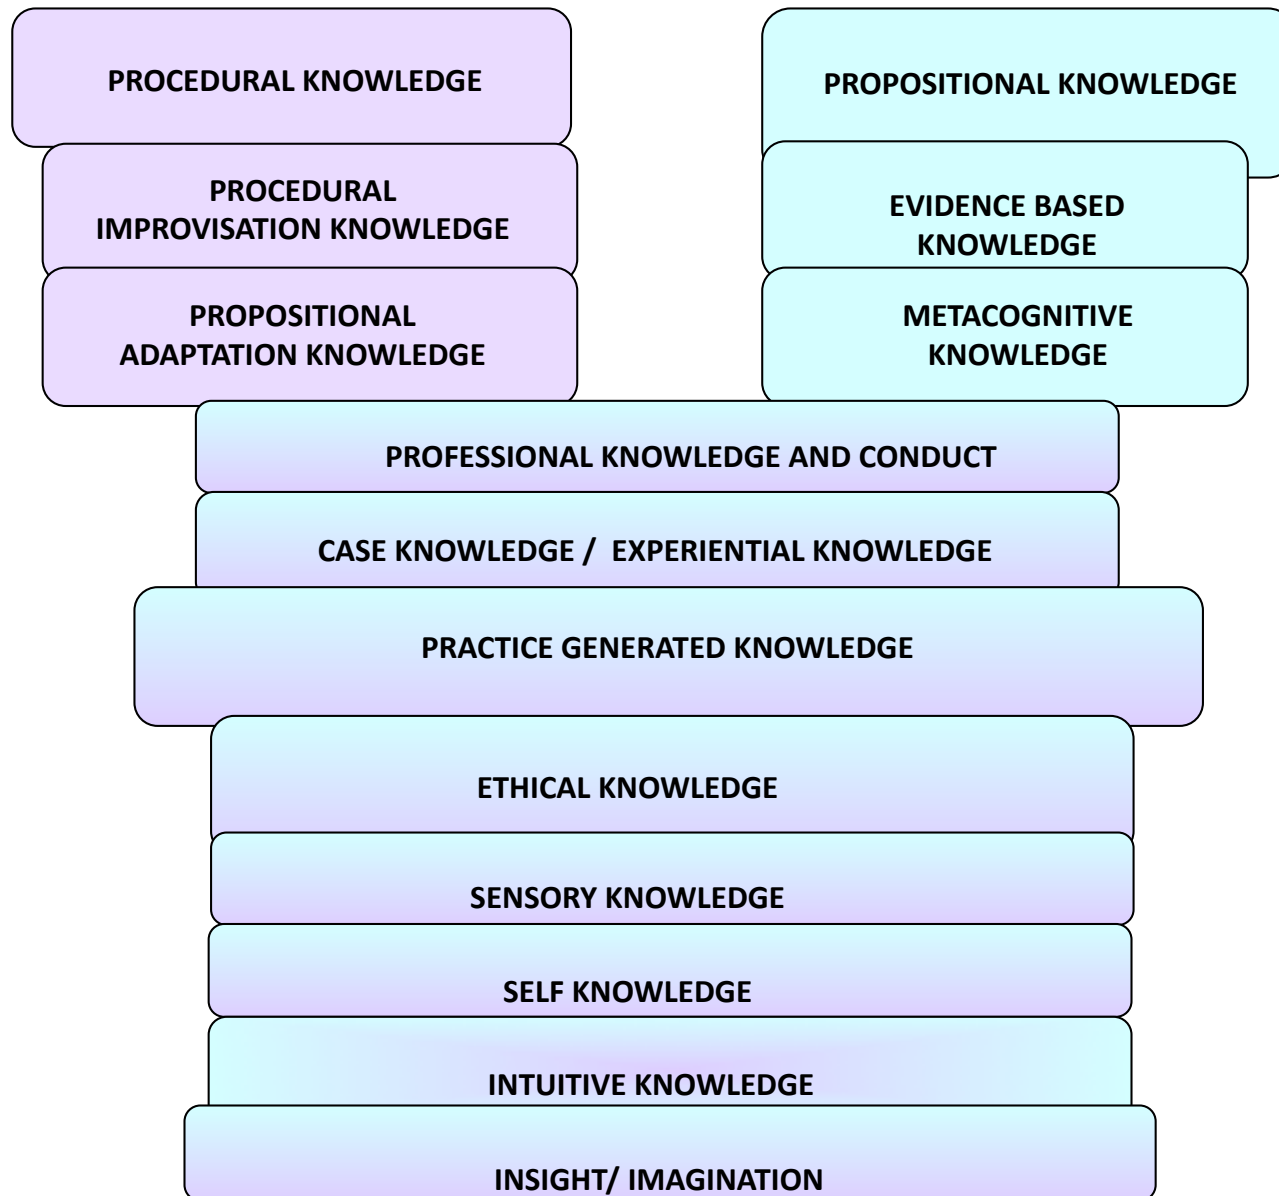 PROCEDURAL KNOWLEDGE
PROCEDURAL
IMPROVISATION KNOWLEDGE
PROPOSITIONAL
ADAPTATION KNOWLEDGE
PROPOSITIONAL KNOWLEDGE
EVIDENCE BASED
KNOWLEDGE
METACOGNITIVE
KNOWLEDGE
PROFESSIONAL KNOWLEDGE AND CONDUCT
CASE KNOWLEDGE / EXPERIENTIAL KNOWLEDGE
PRACTICE GENERATED KNOWLEDGE
ETHICAL KNOWLEDGE
SENSORY KNOWLEDGE
SELF KNOWLEDGE
INTUITIVE KNOWLEDGE
INSIGHT/ IMAGINATION